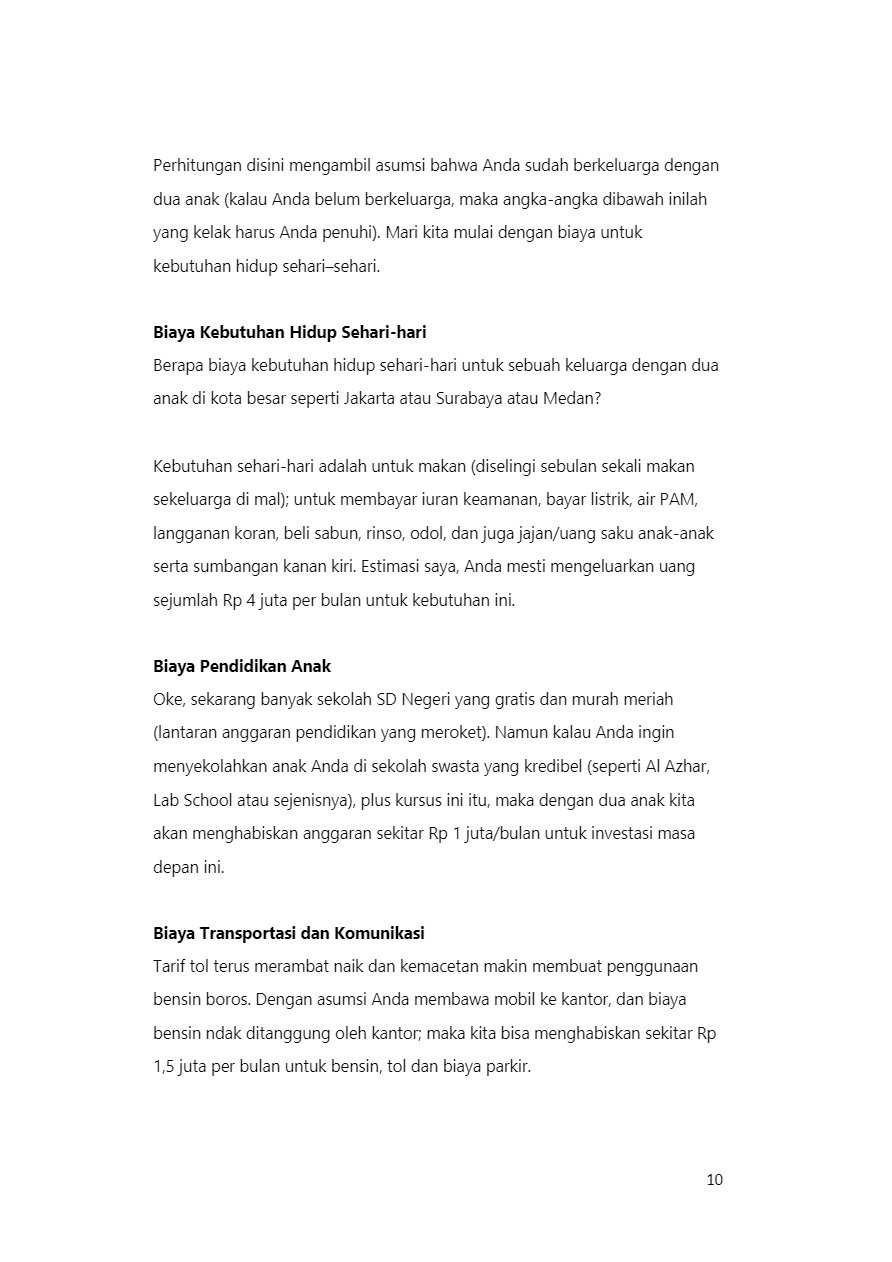 Perhitungan disini mengambil asumsi bahwa Anda sudah berkeluarga dengan
dua anak (kalau Anda belum berkeluarga, maka angka-angka dibawah inilah
yang kelak harus Anda penuhi). Mari kita mulai dengan biaya untuk
kebutuhan hidup sehari–sehari.
Biaya Kebutuhan Hidup Sehari-hari
Berapa biaya kebutuhan hidup sehari-hari untuk sebuah keluarga dengan dua
anak di kota besar seperti Jakarta atau Surabaya atau Medan?
Kebutuhan sehari-hari adalah untuk makan (diselingi sebulan sekali makan
sekeluarga di mal); untuk membayar iuran keamanan, bayar listrik, air PAM,
langganan koran, beli sabun, rinso, odol, dan juga jajan/uang saku anak-anak
serta sumbangan kanan kiri. Estimasi saya, Anda mesti mengeluarkan uang
sejumlah Rp 4 juta per bulan untuk kebutuhan ini.
Biaya Pendidikan Anak
Oke, sekarang banyak sekolah SD Negeri yang gratis dan murah meriah
(lantaran anggaran pendidikan yang meroket). Namun kalau Anda ingin
menyekolahkan anak Anda di sekolah swasta yang kredibel (seperti Al Azhar,
Lab School atau sejenisnya), plus kursus ini itu, maka dengan dua anak kita
akan menghabiskan anggaran sekitar Rp 1 juta/bulan untuk investasi masa
depan ini.
Biaya Transportasi dan Komunikasi
Tarif tol terus merambat naik dan kemacetan makin membuat penggunaan
bensin boros. Dengan asumsi Anda membawa mobil ke kantor, dan biaya
bensin ndak ditanggung oleh kantor; maka kita bisa menghabiskan sekitar Rp
1,5 juta per bulan untuk bensin, tol dan biaya parkir.
10